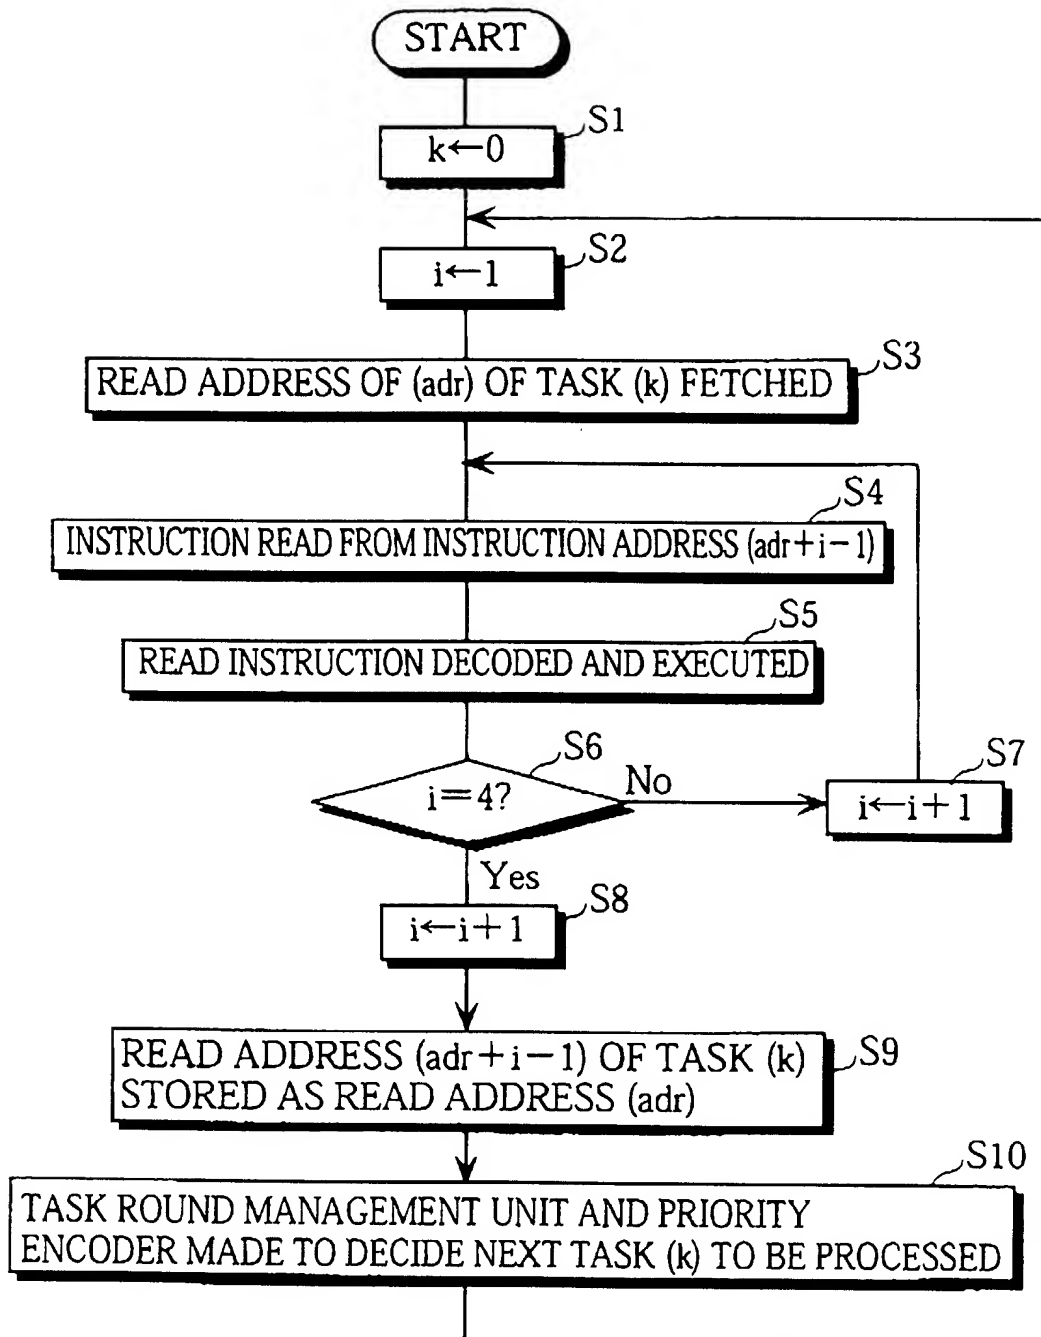 START
S1
k←0
S2
i←1
S3
READ ADDRESS OF (adr) OF TASK (k) FETCHED
S4
INSTRUCTION READ FROM INSTRUCTION ADDRESS (adr+i−1)
S5
READ INSTRUCTION DECODED AND EXECUTED
S6
i=4?
No
S7
i←i+1
Yes
S8
i←i+1
S9
READ ADDRESS (adr+i−1) OF TASK (k)
STORED AS READ ADDRESS (adr)
S10
TASK ROUND MANAGEMENT UNIT AND PRIORITY
ENCODER MADE TO DECIDE NEXT TASK (k) TO BE PROCESSED